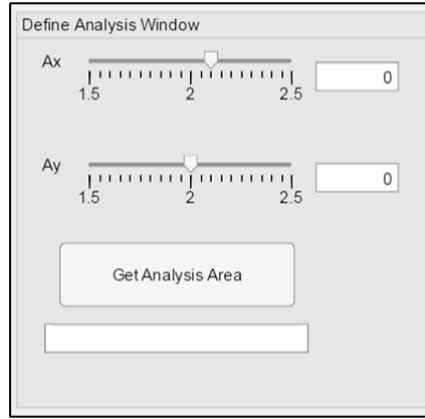 Define Analysis Window
Ax
0
1.5 2 2.5
Ay
0
1.5 2 2.5
Get Analysis Area